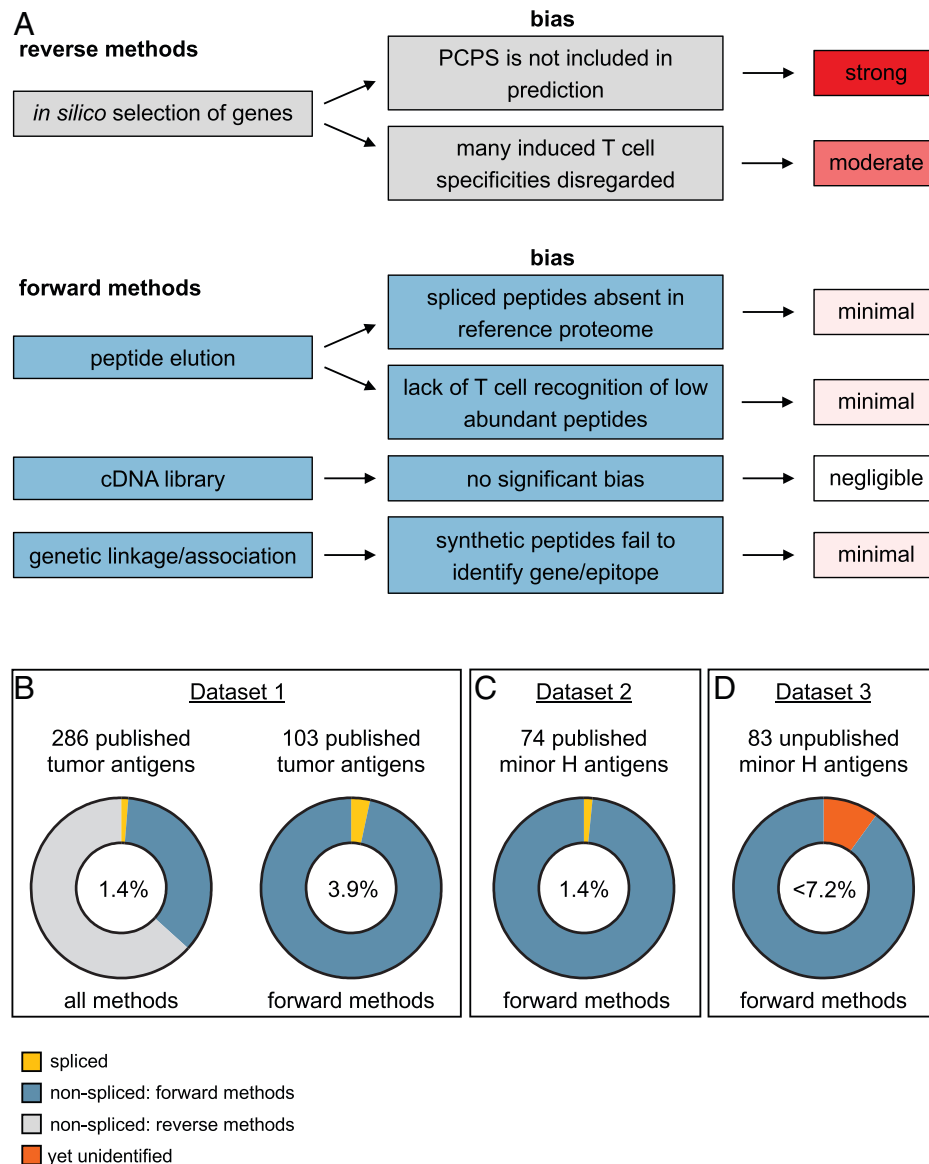 A
bias
reverse methods
PCPS is not included in
prediction
strong
in silico selection of genes
many induced T cell
specificities disregarded
moderate
bias
forward methods
spliced peptides absent in
reference proteome
minimal
peptide elution
lack of T cell recognition of low
abundant peptides
minimal
cDNA library
no significant bias
negligible
genetic linkage/association
synthetic peptides fail to
identify gene/epitope
minimal
B
Dataset 1
286 published
tumor antigens
1.4%
all methods
103 published
tumor antigens
3.9%
forward methods
C
Dataset 2
74 published
minor H antigens
1.4%
forward methods
D
Dataset 3
83 unpublished
minor H antigens
<7.2%
forward methods
spliced
non-spliced: forward methods
non-spliced: reverse methods
yet unidentified